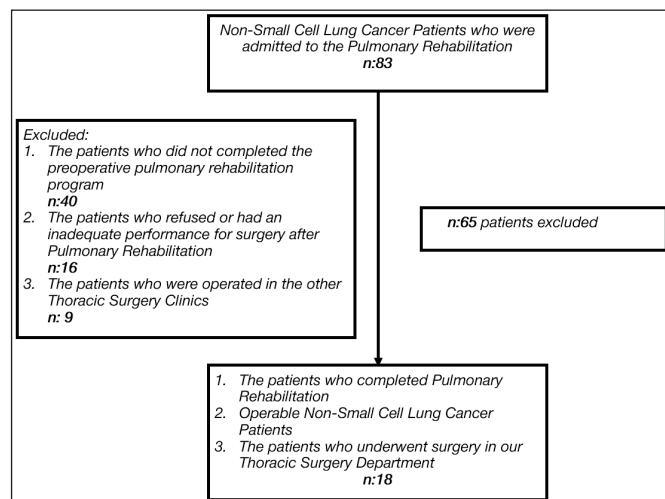 Non-Small Cell Lung Cancer Patients who were
admitted to the Pulmonary Rehabilitation
n:83
Excluded:
1. The patients who did not completed the
preoperative pulmonary rehabilitation
program
n:40
2. The patients who refused or had an
inadequate performance for surgery after
Pulmonary Rehabilitation
n:16
3. The patients who were operated in the other
Thoracic Surgery Clinics
n: 9
n:65 patients excluded
1. The patients who completed Pulmonary
Rehabilitation
2. Operable Non-Small Cell Lung Cancer
Patients
3. The patients who underwent surgery in our
Thoracic Surgery Department
n:18